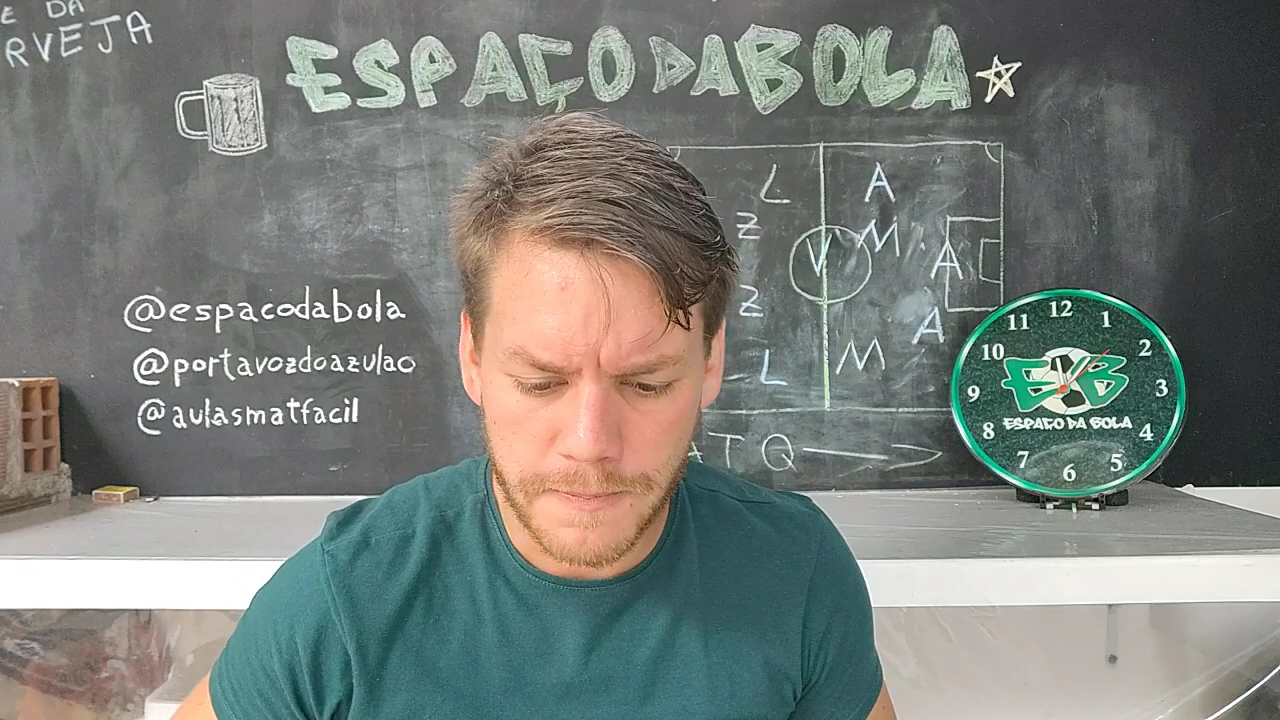 E DA
RVEJA
ESPAÇO DA BOLA
@espacodabola
@portavozdoazulao
@aulasmatfacil
L A
Z V M A
Z A
L M
ATQ
12
11 1
10 2
9 3
8 4
7 5
6
EB
ESPAÇO DA BOLA